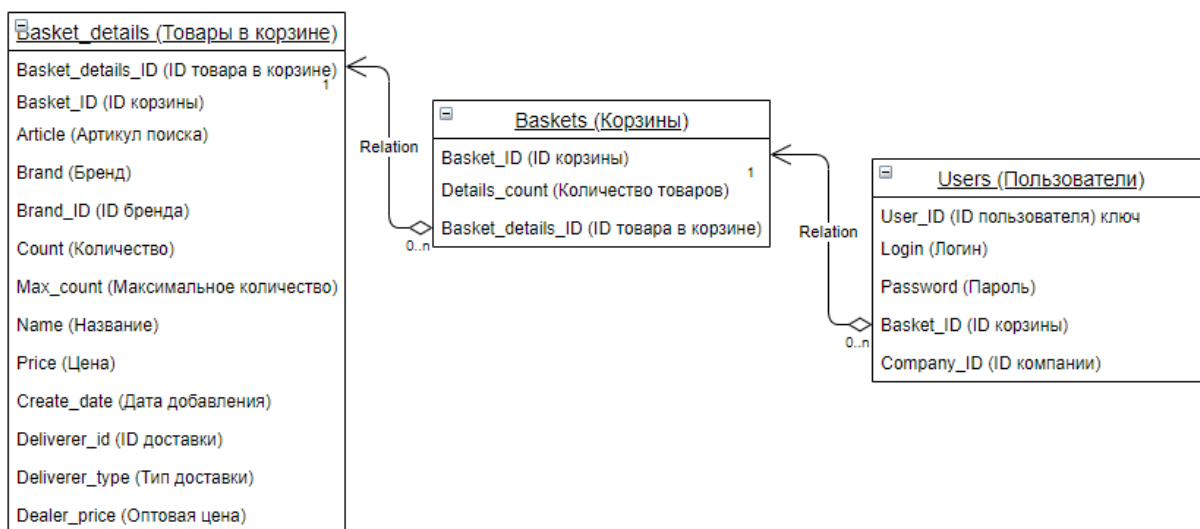 Basket_details (Товары в корзине)
Basket_details_ID (ID товара в корзине)
1
Basket_ID (ID корзины)
Article (Артикул поиска)
Brand (Бренд)
Brand_ID (ID бренда)
Count (Количество)
Max_count (Максимальное количество)
Name (Название)
Price (Цена)
Create_date (Дата добавления)
Deliverer_id (ID доставки)
Deliverer_type (Тип доставки)
Dealer_price (Оптовая цена)
Relation
0..n
Baskets (Корзины)
Basket_ID (ID корзины)
1
Details_count (Количество товаров)
Basket_details_ID (ID товара в корзине)
Relation
0..n
Users (Пользователи)
User_ID (ID пользователя) ключ
Login (Логин)
Password (Пароль)
Basket_ID (ID корзины)
Company_ID (ID компании)